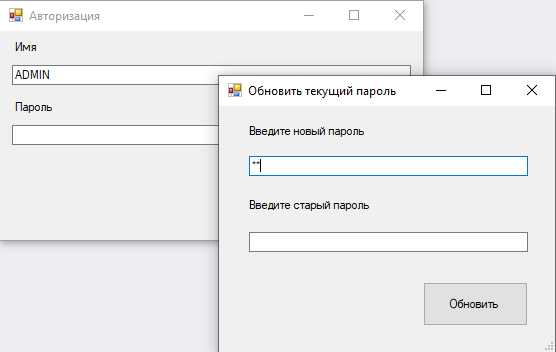 Авторизация
Имя
ADMIN
Пароль
Обновить текущий пароль
Введите новый пароль
**
Введите старый пароль
Обновить